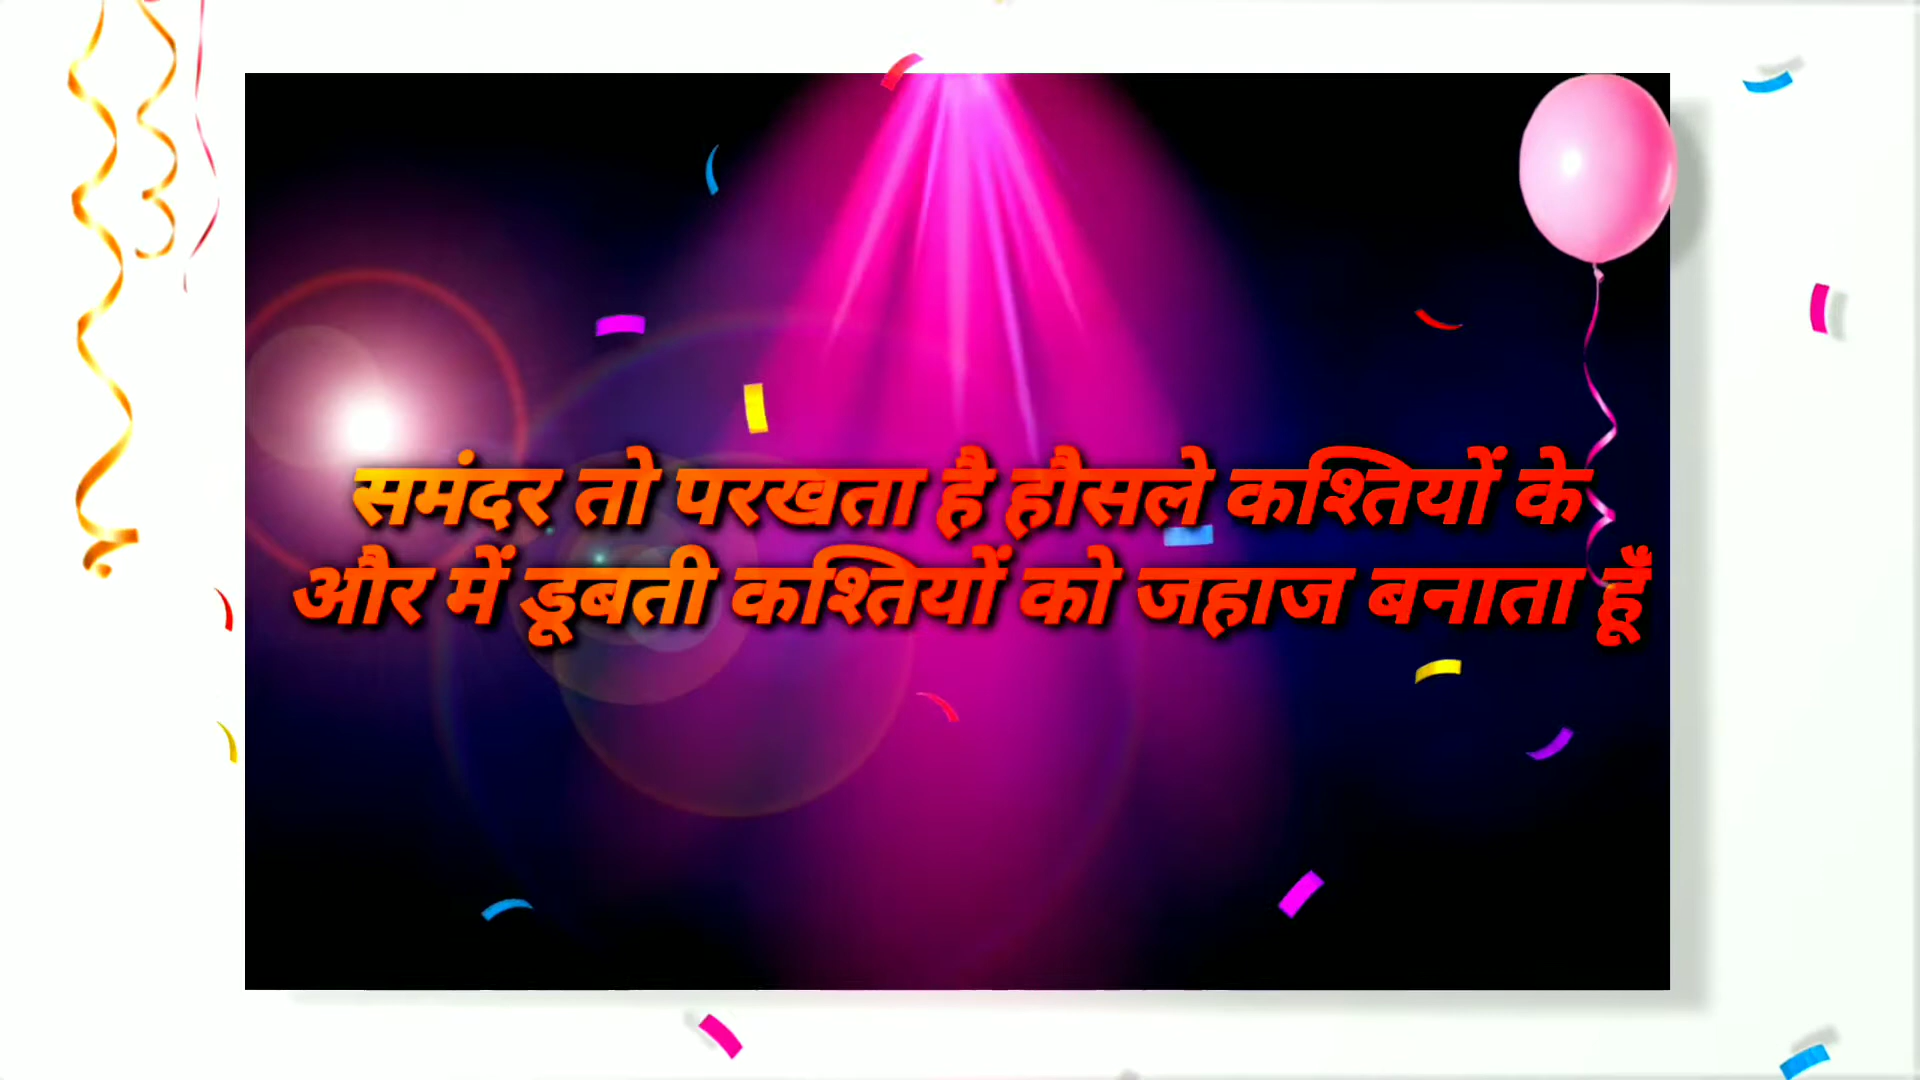 समंदर तो परखता है हौसले कश्तियों के
और में डूबती कश्तियों को जहाज बनाता हूँ